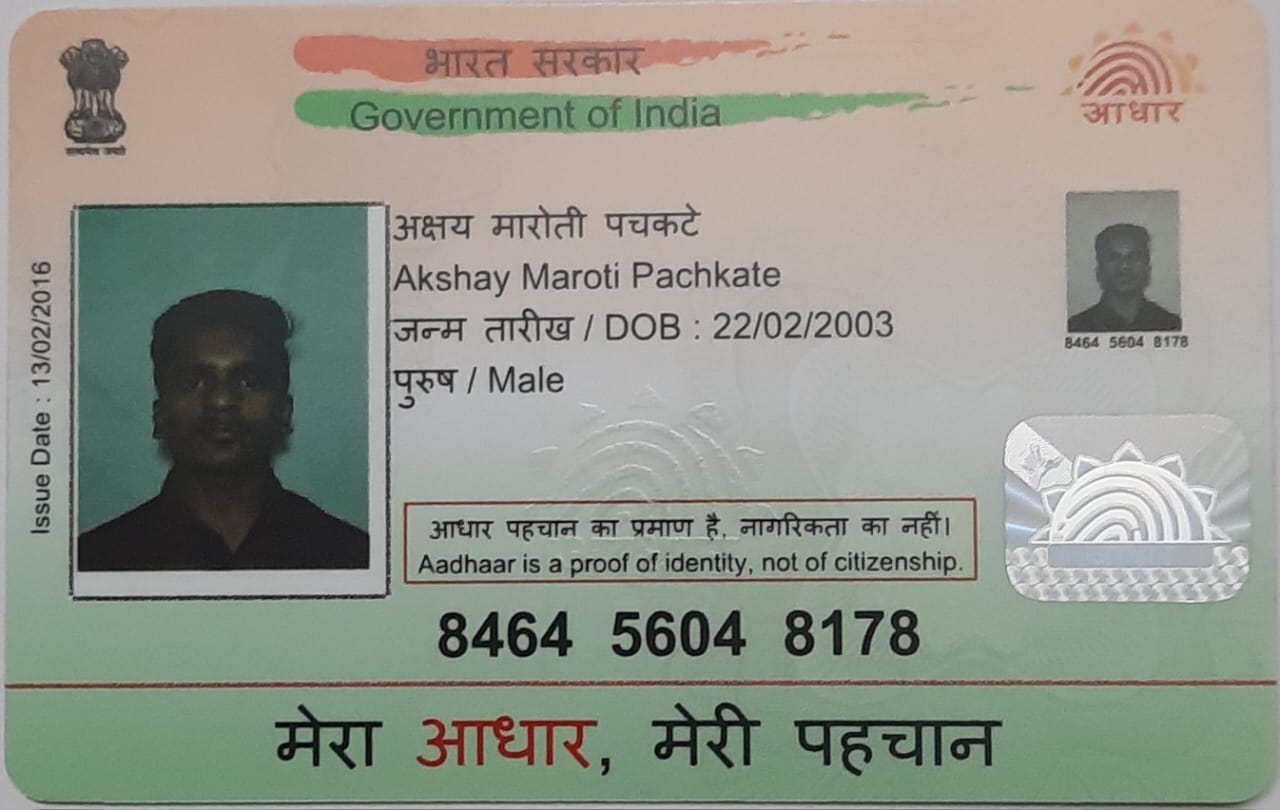 भारत सरकार
Government of India
आधार
सत्यमेव जयते
Issue Date : 13/02/2016
अक्षय मारोती पचकटे
Akshay Maroti Pachkate
जन्म तारीख / DOB : 22/02/2003
पुरुष / Male
8464 5604 8178
आधार पहचान का प्रमाण है, नागरिकता का नहीं।
Aadhaar is a proof of identity, not of citizenship.
8464 5604 8178
मेरा आधार, मेरी पहचान